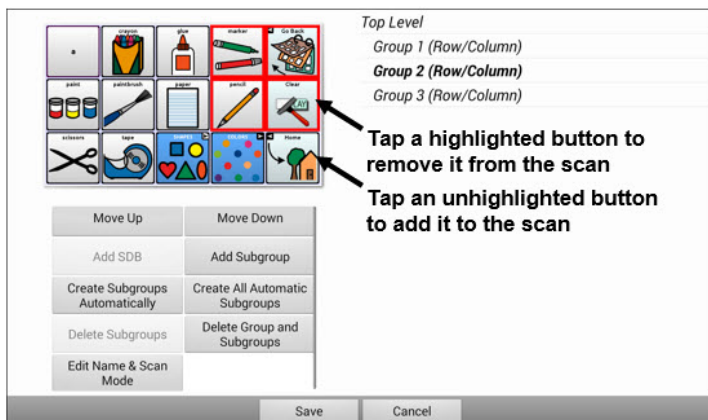 crayon
glue
marker
Go Back
paint
paintbrush
paper
pencil
Clear
scissors
tape
SHAPES
COLORS
Home
Top Level
Group 1 (Row/Column)
Group 2 (Row/Column)
Group 3 (Row/Column)
Tap a highlighted button to
remove it from the scan
Tap an unhighlighted button
to add it to the scan
Move Up
Move Down
Add SDB
Add Subgroup
Create Subgroups
Automatically
Create All Automatic
Subgroups
Delete Subgroups
Delete Group and
Subgroups
Edit Name & Scan
Mode
Save
Cancel